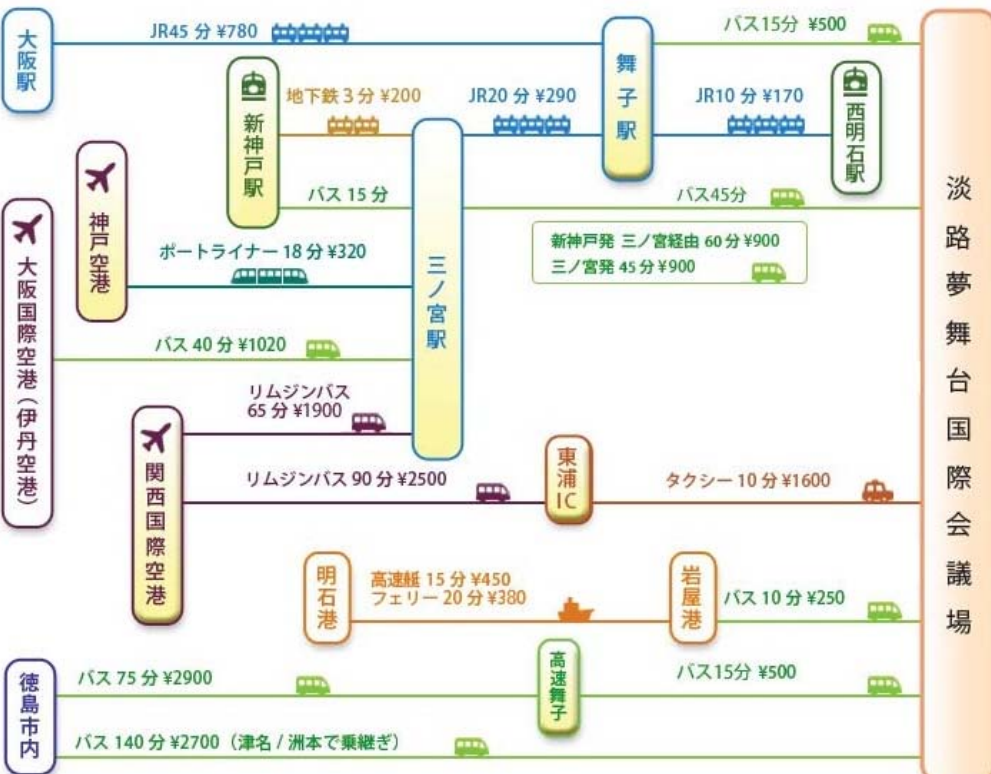 大阪駅
JR45 分 ¥780
舞子駅
バス15分 ¥500
新神戸駅
地下鉄 3 分 ¥200
JR20 分 ¥290
JR10 分 ¥170
西明石駅
バス 15 分
バス45分
新神戸発 三ノ宮経由 60 分 ¥900
三ノ宮発 45 分 ¥900
神戸空港
ポートライナー 18 分 ¥320
三ノ宮駅
大阪国際空港（伊丹空港）
バス 40 分 ¥1020
リムジンバス
65 分 ¥1900
関西国際空港
リムジンバス 90 分 ¥2500
東浦
IC
タクシー 10 分 ¥1600
明石港
高速艇 15 分 ¥450
フェリー 20 分 ¥380
岩屋港
バス 10 分 ¥250
徳島市内
バス 75 分 ¥2900
高速舞子
バス15分 ¥500
バス 140 分 ¥2700（津名 / 洲本で乗継ぎ）
淡路夢舞台国際会議場